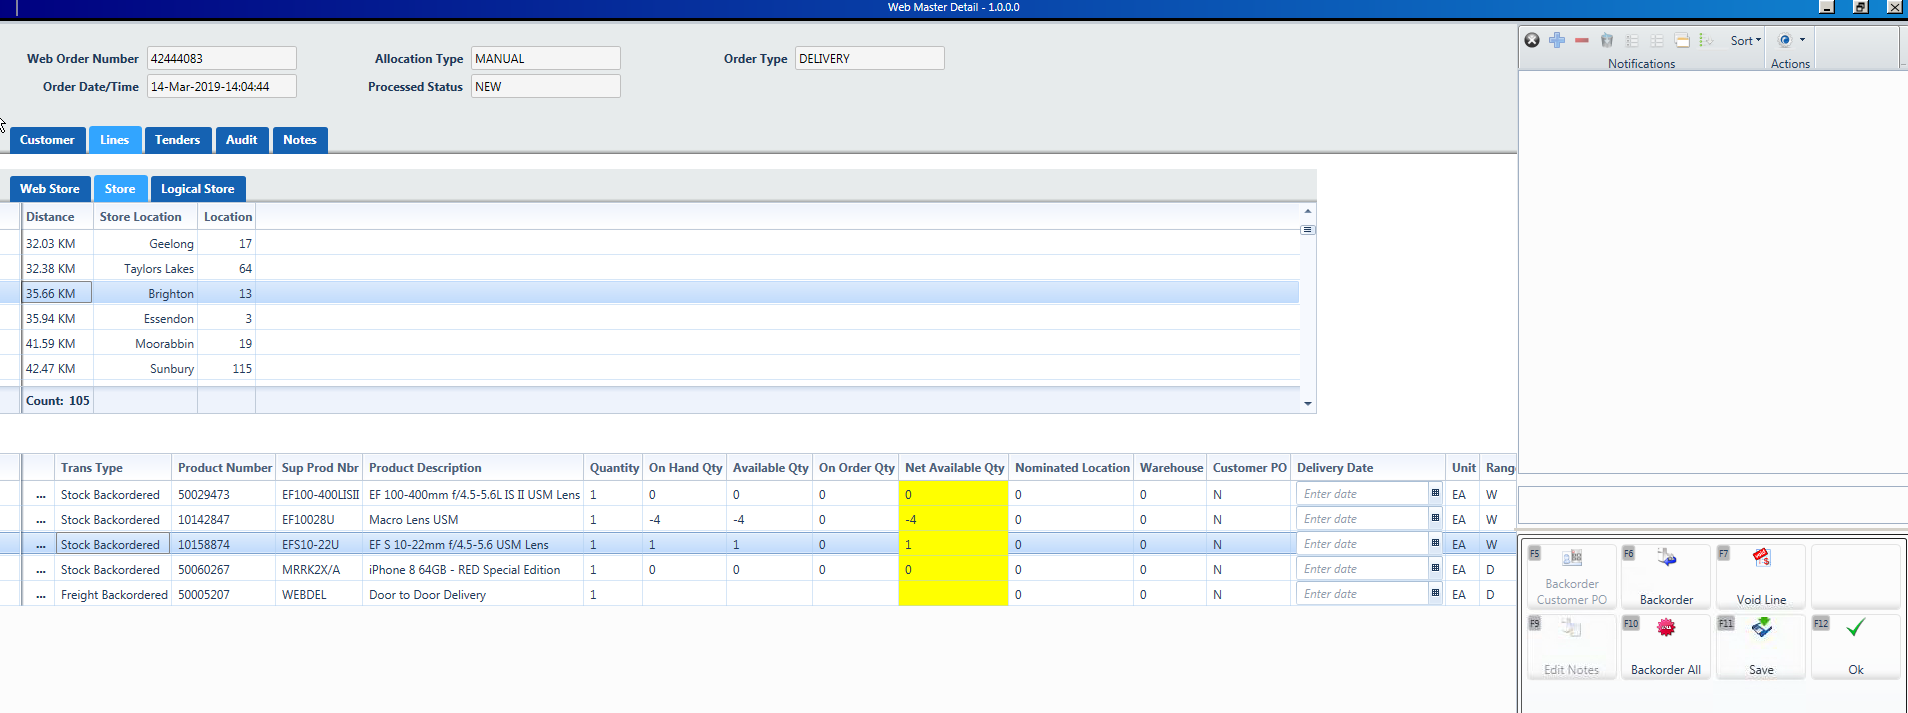 Web Master Detail - 1.0.0.0
Web Order Number 42444083 Allocation Type MANUAL Order Type DELIVERY
Order Date/Time 14-Mar-2019-14:04:44 Processed Status NEW
Sort
Notifications Actions
Customer Lines Tenders Audit Notes
Web Store Store Logical Store
Distance Store Location Location
32.03 KM Geelong 17
32.38 KM Taylors Lakes 64
35.66 KM Brighton 13
35.94 KM Essendon 3
41.59 KM Moorabbin 19
42.47 KM Sunbury 115
Count: 105
Trans Type Product Number Sup Prod Nbr Product Description Quantity On Hand Qty Available Qty On Order Qty Net Available Qty Nominated Location Warehouse Customer PO Delivery Date Unit Rang
... Stock Backordered 50029473 EF100-400LISII EF 100-400mm f/4.5-5.6L IS II USM Lens 1 0 0 0 0 0 0 N Enter date EA W
... Stock Backordered 10142847 EF10028U Macro Lens USM 1 -4 -4 0 -4 0 0 N Enter date EA W
... Stock Backordered 10158874 EFS10-22U EF S 10-22mm f/4.5-5.6 USM Lens 1 1 1 0 1 0 0 N Enter date EA W
... Stock Backordered 50060267 MRRK2X/A iPhone 8 64GB - RED Special Edition 1 0 0 0 0 0 0 N Enter date EA D
... Freight Backordered 50005207 WEBDEL Door to Door Delivery 1 0 0 N Enter date EA D
F5 F6 F7
Backorder
Customer PO Backorder Void Line
F9 F10 F11 F12
Edit Notes Backorder All Save Ok